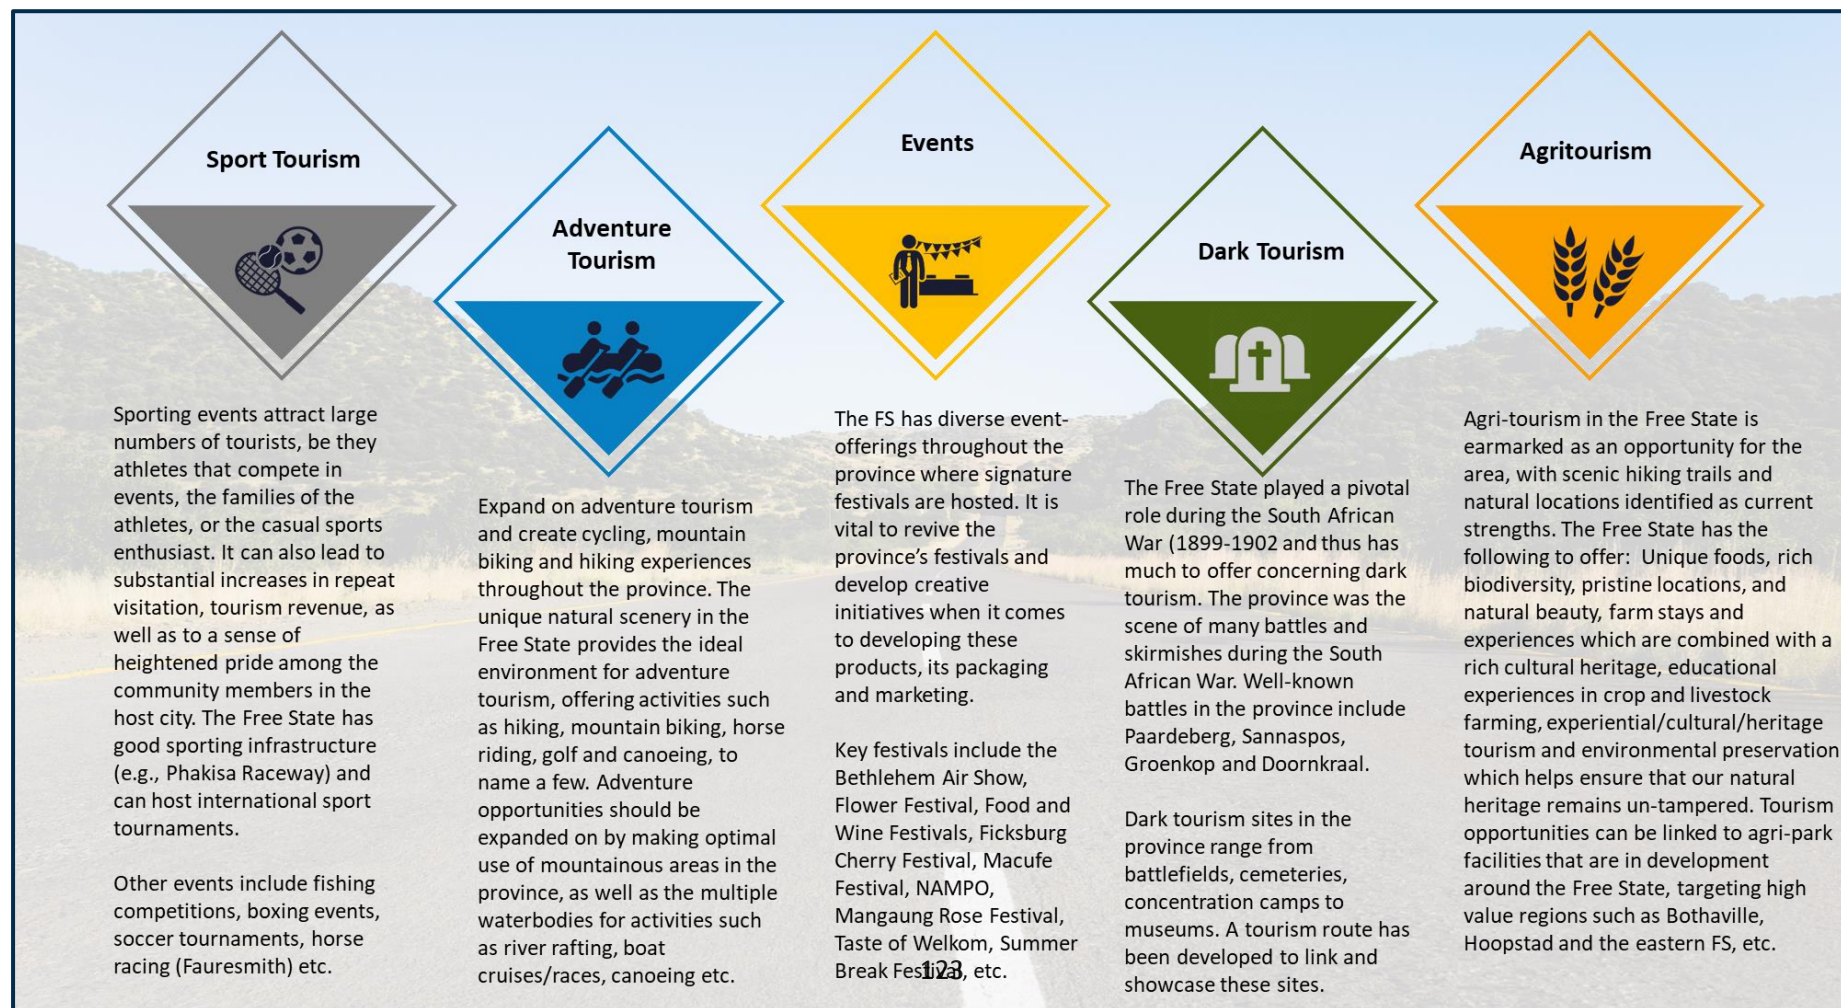 Sport Tourism
Sporting events attract large
numbers of tourists, be they
athletes that compete in
events, the families of the
athletes, or the casual sports
enthusiast. It can also lead to
substantial increases in repeat
visitation, tourism revenue, as
well as to a sense of
heightened pride among the
community members in the
host city. The Free State has
good sporting infrastructure
(e.g., Phakisa Raceway) and
can host international sport
tournaments.
Other events include fishing
competitions, boxing events,
soccer tournaments, horse
racing (Fauresmith) etc.
Adventure
Tourism
Expand on adventure tourism
and create cycling, mountain
biking and hiking experiences
throughout the province. The
unique natural scenery in the
Free State provides the ideal
environment for adventure
tourism, offering activities such
as hiking, mountain biking, horse
riding, golf and canoeing, to
name a few. Adventure
opportunities should be
expanded on by making optimal
use of mountainous areas in the
province, as well as the multiple
waterbodies for activities such
as river rafting, boat
cruises/races, canoeing etc.
Events
The FS has diverse event-
offerings throughout the
province where signature
festivals are hosted. It is
vital to revive the
province’s festivals and
develop creative
initiatives when it comes
to developing these
products, its packaging
and marketing.
Key festivals include the
Bethlehem Air Show,
Flower Festival, Food and
Wine Festivals, Ficksburg
Cherry Festival, Macufe
Festival, NAMPO,
Mangaung Rose Festival,
Taste of Welkom, Summer
Break Festival, etc.
123
Dark Tourism
The Free State played a pivotal
role during the South African
War (1899-1902 and thus has
much to offer concerning dark
tourism. The province was the
scene of many battles and
skirmishes during the South
African War. Well-known
battles in the province include
Paardeberg, Sannaspos,
Groenkop and Doornkraal.
Dark tourism sites in the
province range from
battlefields, cemeteries,
concentration camps to
museums. A tourism route has
been developed to link and
showcase these sites.
Agritourism
Agri-tourism in the Free State is
earmarked as an opportunity for the
area, with scenic hiking trails and
natural locations identified as current
strengths. The Free State has the
following to offer:  Unique foods, rich
biodiversity, pristine locations, and
natural beauty, farm stays and
experiences which are combined with a
rich cultural heritage, educational
experiences in crop and livestock
farming, experiential/cultural/heritage
tourism and environmental preservation
which helps ensure that our natural
heritage remains un-tampered. Tourism
opportunities can be linked to agri-park
facilities that are in development
around the Free State, targeting high
value regions such as Bothaville,
Hoopstad and the eastern FS, etc.